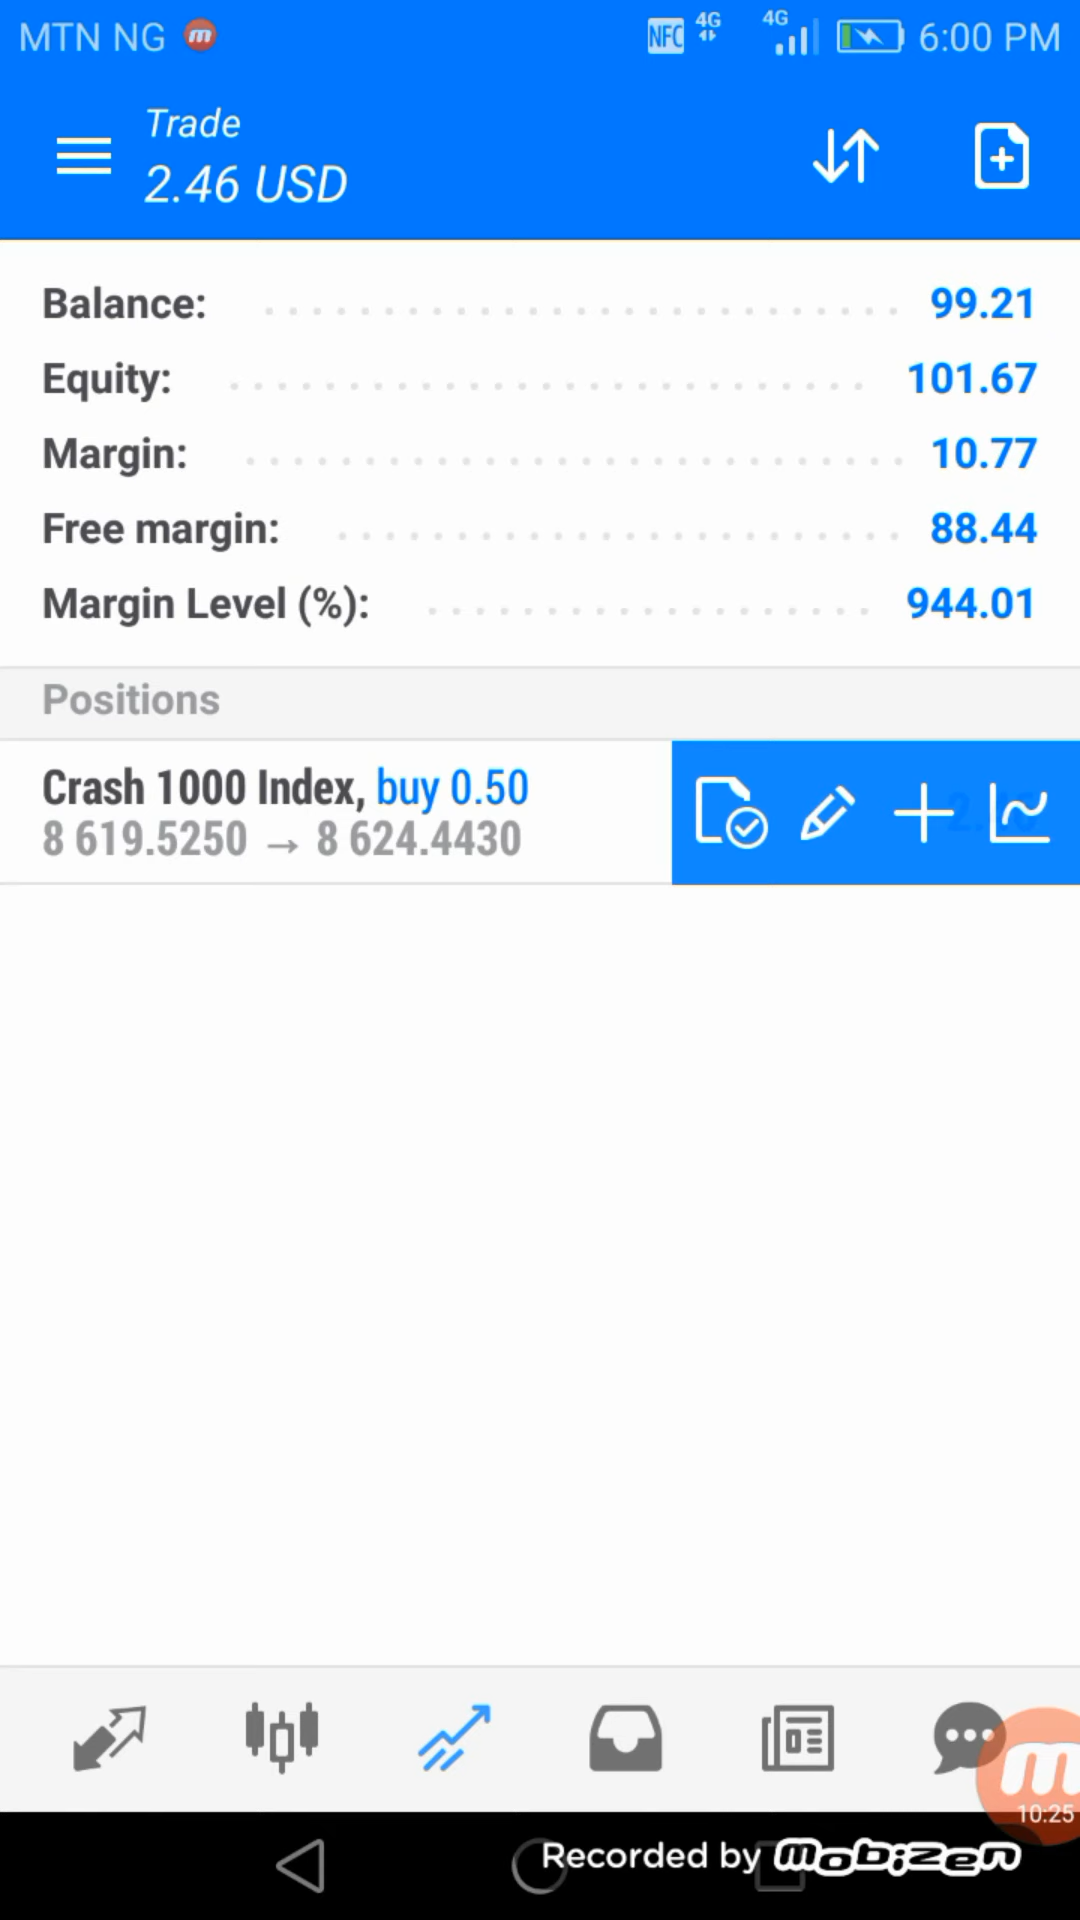 MTN NG m NFC 4G 4G 6:00 PM
Trade
2.46 USD
Balance: 99.21
Equity: 101.67
Margin: 10.77
Free margin: 88.44
Margin Level (%): 944.01
Positions
Crash 1000 Index, buy 0.50
8 619.5250 → 8 624.4430
m
10:25
Recorded by mobizen